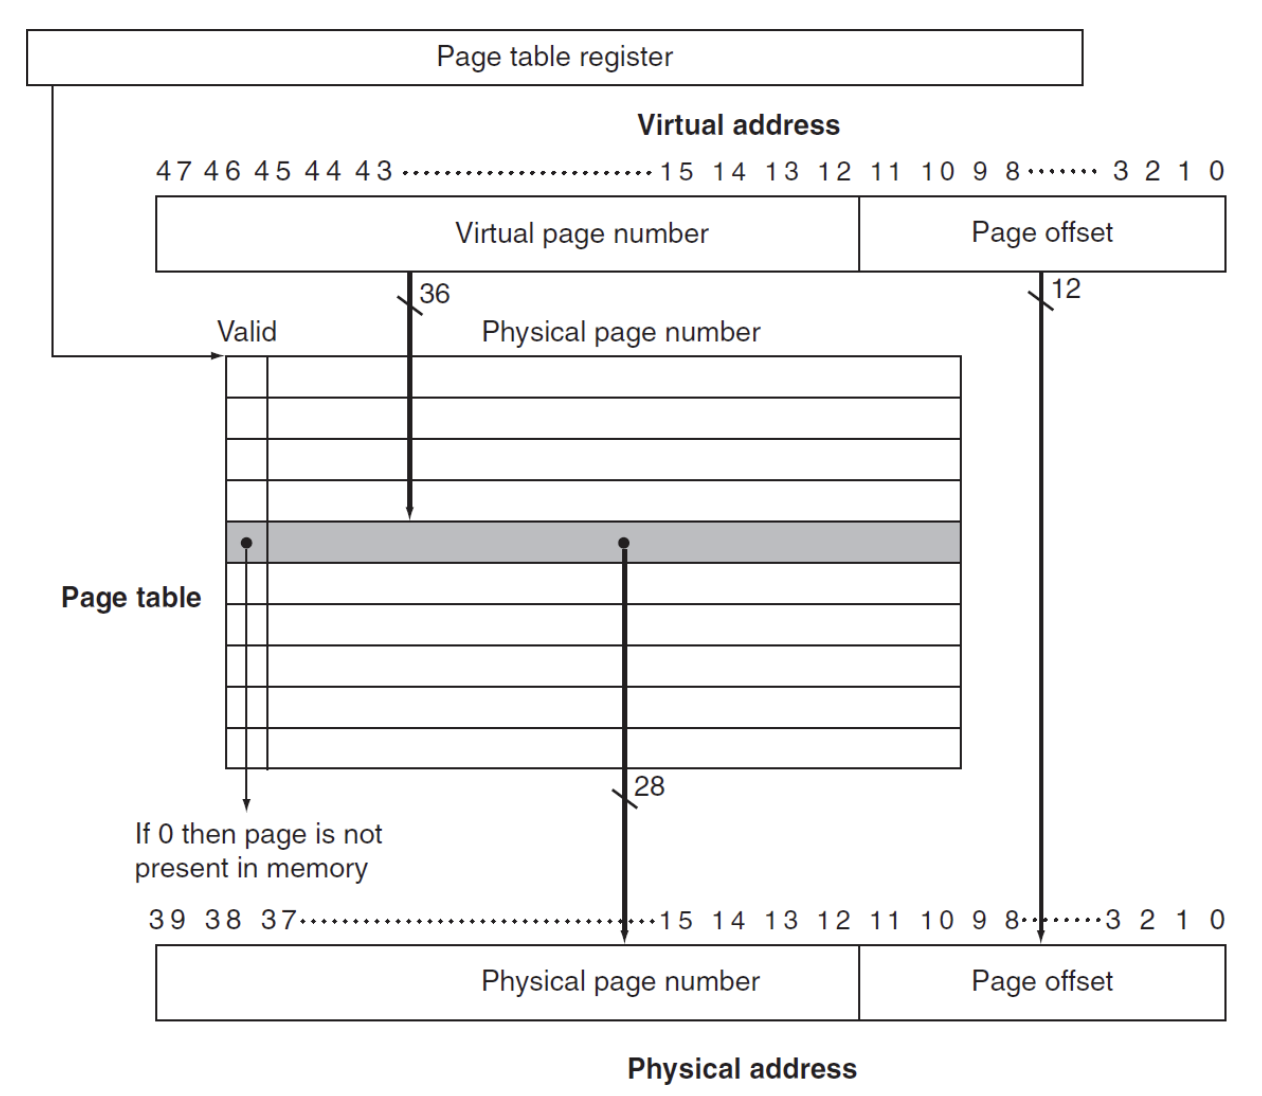 Page table register
Virtual address
47 46 45 44 43 ........................ 15 14 13 12 11 10 9 8 ....... 3 2 1 0
Virtual page number Page offset
36 12
Valid Physical page number
Page table
28
If 0 then page is not
present in memory
39 38 37 .................................... 15 14 13 12 11 10 9 8 ........ 3 2 1 0
Physical page number Page offset
Physical address